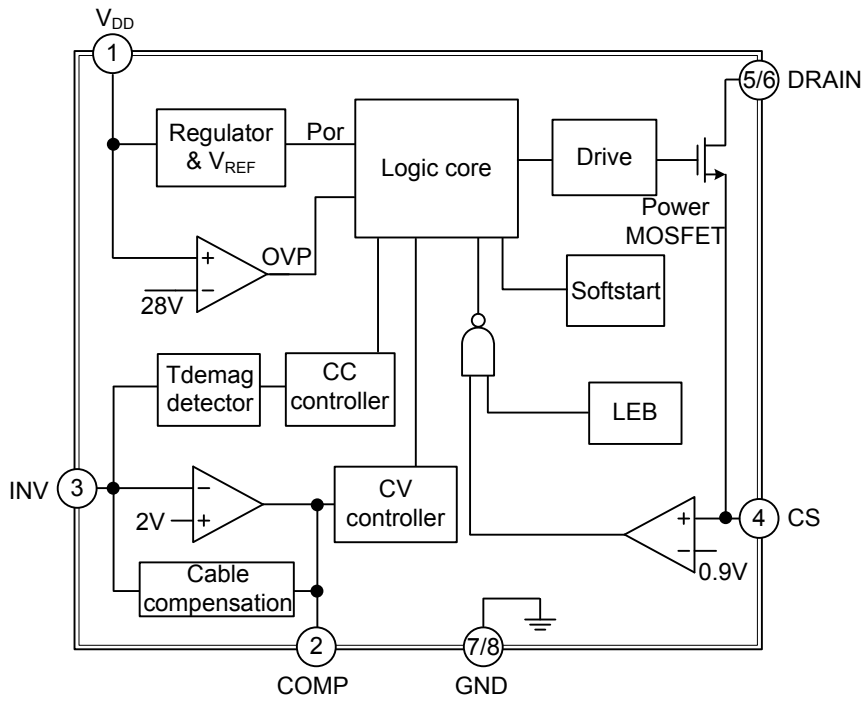 VDD
1
5/6 DRAIN
Regulator
& VREF
Por
Logic core
Drive
Power
MOSFET
+
−
28V
OVP
Softstart
Tdemag
detector
CC
controller
LEB
INV 3
−
2V +
CV
controller
+
−
0.9V
4 CS
Cable
compensation
2
COMP
7/8
GND